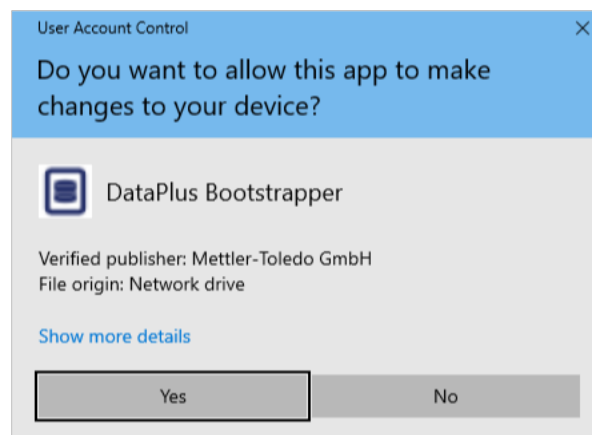 User Account Control
Do you want to allow this app to make
changes to your device?
DataPlus Bootstrapper
Verified publisher: Mettler-Toledo GmbH
File origin: Network drive
Show more details
Yes
No